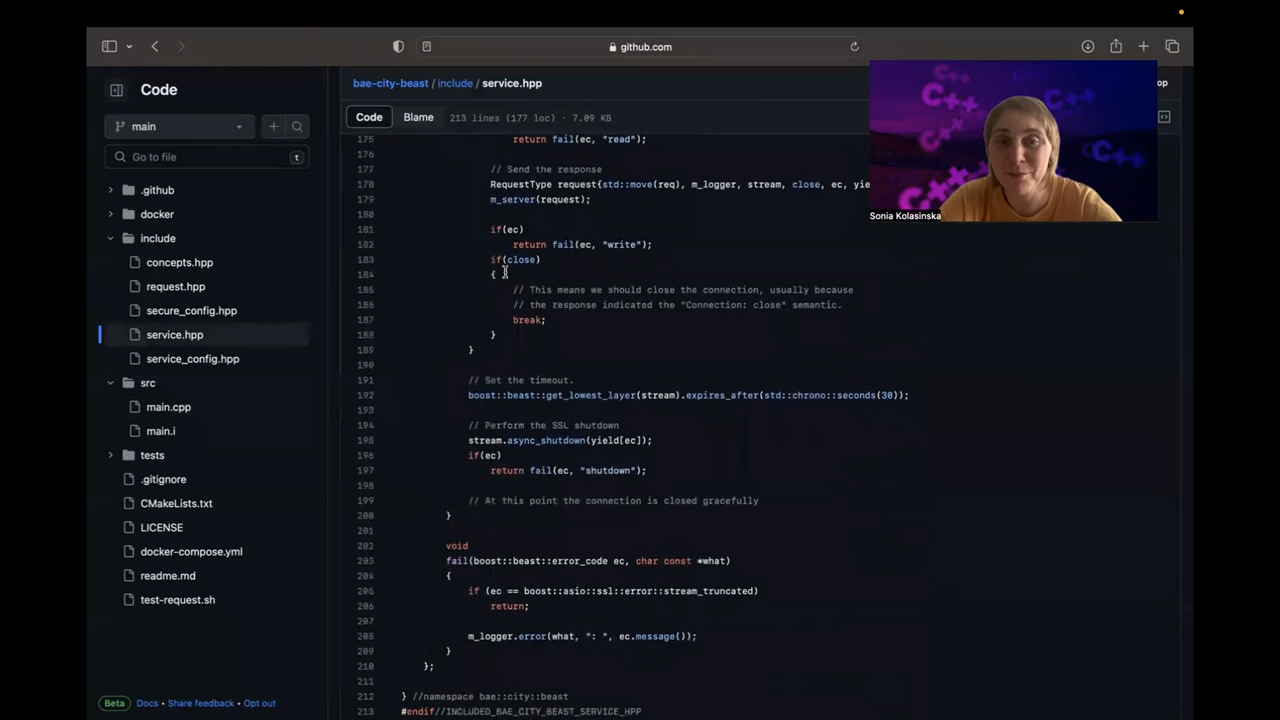 github.com
Code
main
Go to file
t
.github
docker
include
concepts.hpp
request.hpp
secure_config.hpp
service.hpp
service_config.hpp
src
main.cpp
main.i
tests
.gitignore
CMakeLists.txt
LICENSE
docker-compose.yml
readme.md
test-request.sh
Beta Docs · Share feedback · Opt out
bae-city-beast / include / service.hpp
op
Code Blame 213 lines (177 loc) · 7.09 KB
175 return fail(ec, "read");
176
177 // Send the response
178 RequestType request{std::move(req), m_logger, stream, close, ec, yie
179 m_server(request);
180
181 if(ec)
182 return fail(ec, "write");
183 if(close)
184 {
185 // This means we should close the connection, usually because
186 // the response indicated the "Connection: close" semantic.
187 break;
188 }
189 }
190
191 // Set the timeout.
192 boost::beast::get_lowest_layer(stream).expires_after(std::chrono::seconds(30));
193
194 // Perform the SSL shutdown
195 stream.async_shutdown(yield[ec]);
196 if(ec)
197 return fail(ec, "shutdown");
198
199 // At this point the connection is closed gracefully
200 }
201
202 void
203 fail(boost::beast::error_code ec, char const *what)
204 {
205 if (ec == boost::asio::ssl::error::stream_truncated)
206 return;
207
208 m_logger.error(what, ": ", ec.message());
209 }
210 };
211
212 } //namespace bae::city::beast
213 #endif//INCLUDED_BAE_CITY_BEAST_SERVICE_HPP
C++
C++
C++
C++
Sonia Kolasinska